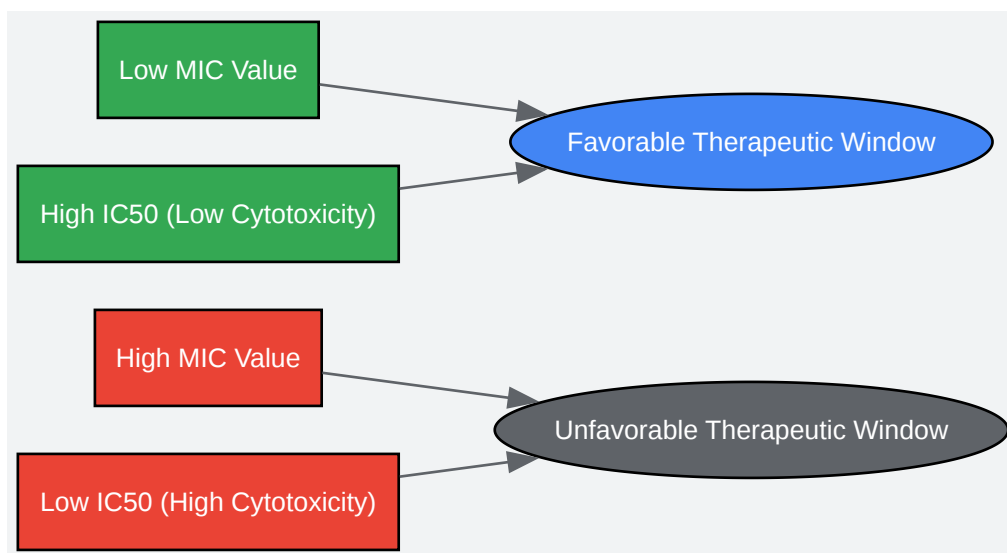 Low MIC Value
Favorable Therapeutic Window
High IC50 (Low Cytotoxicity)
High MIC Value
Unfavorable Therapeutic Window
Low IC50 (High Cytotoxicity)